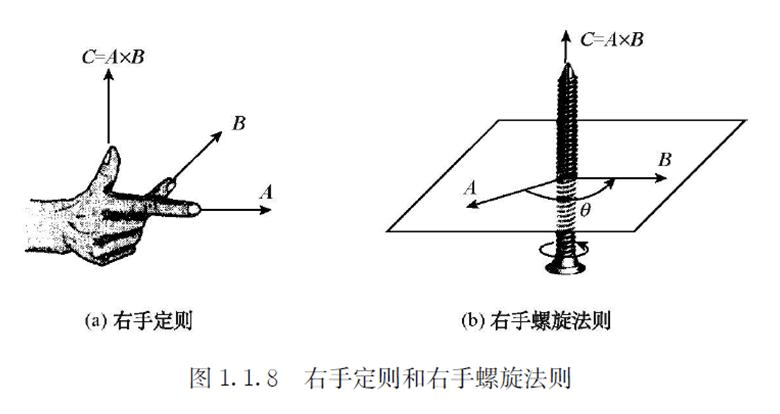 C=A×B
B
A
C=A×B
A
B
θ
(a) 右手定则
(b) 右手螺旋法则
图 1.1.8 右手定则和右手螺旋法则